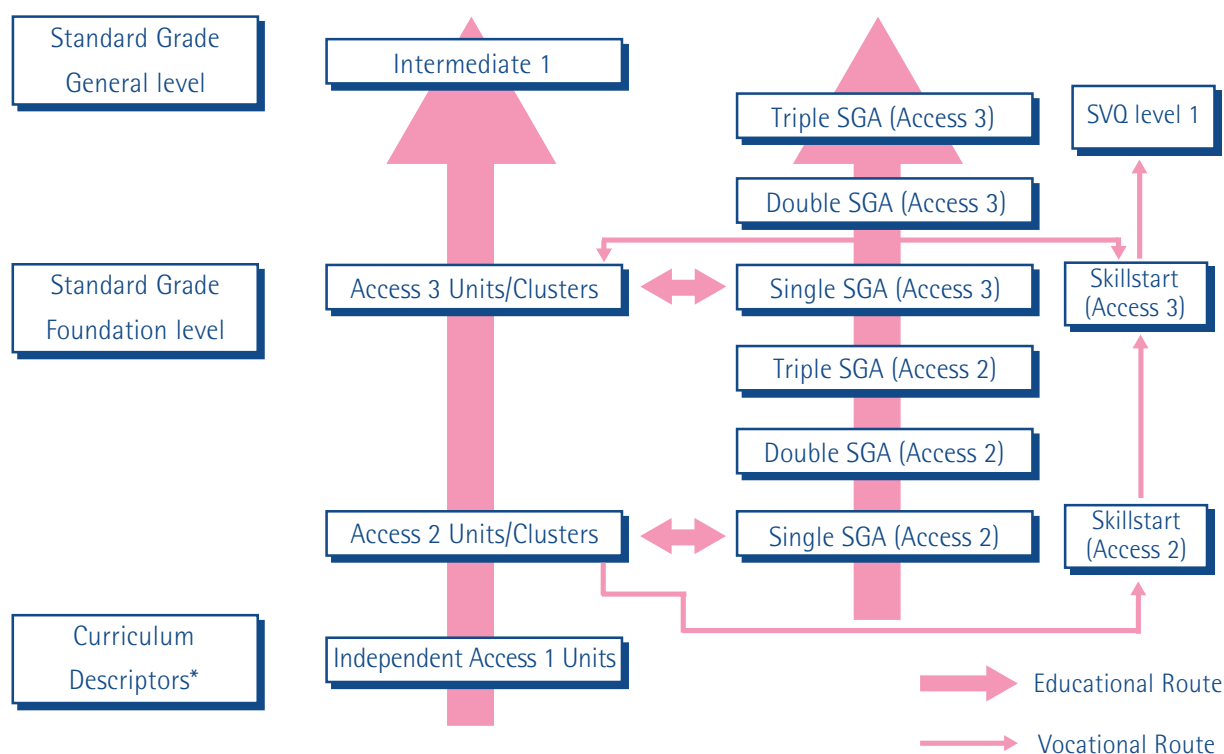 Standard Grade
General level
Intermediate 1
Triple SGA (Access 3)
SVQ level 1
Double SGA (Access 3)
Standard Grade
Foundation level
Access 3 Units/Clusters
Single SGA (Access 3)
Skillstart
(Access 3)
Triple SGA (Access 2)
Double SGA (Access 2)
Access 2 Units/Clusters
Single SGA (Access 2)
Skillstart
(Access 2)
Curriculum
Descriptors*
Independent Access 1 Units
Educational Route
Vocational Route